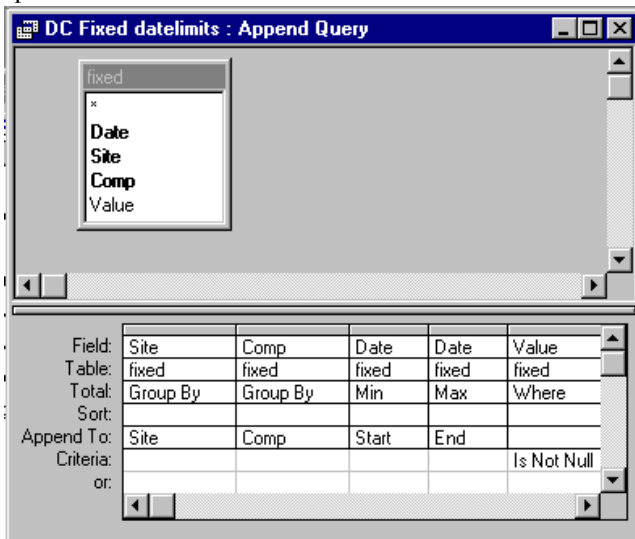 DC Fixed datelimits : Append Query
fixed
*
Date
Site
Comp
Value
Field: Site Comp Date Date Value
Table: fixed fixed fixed fixed fixed
Total: Group By Group By Min Max Where
Sort:
Append To: Site Comp Start End
Criteria: Is Not Null
or: